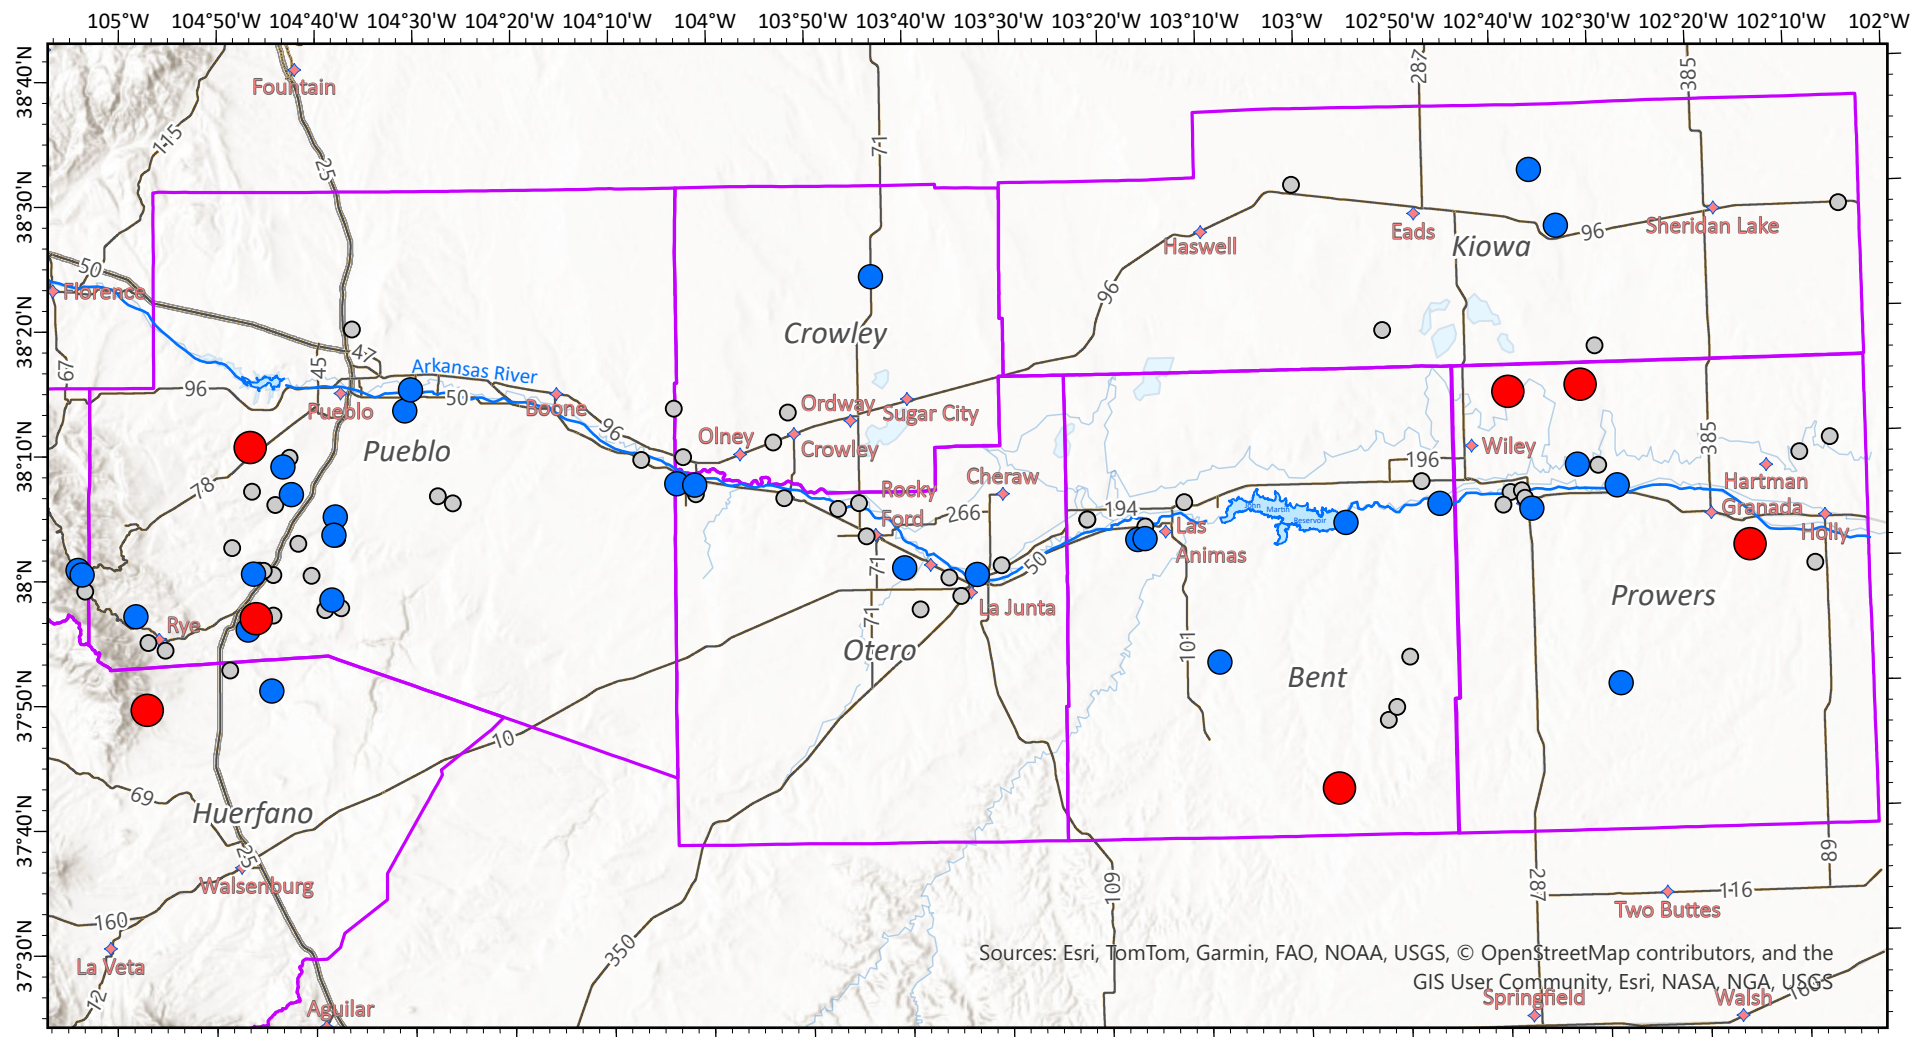 105°W 104°50'W 104°40'W 104°30'W 104°20'W 104°10'W 104°W 103°50'W 103°40'W 103°30'W 103°20'W 103°10'W 103°W 102°50'W 102°40'W 102°30'W 102°20'W 102°10'W 102°W
38°40'N
38°30'N
38°20'N
38°10'N
38°N
37°50'N
37°40'N
37°30'N
Fountain
115
25
71
287
385
50
Florence
Haswell
Eads
Kiowa
96
Sheridan Lake
96
Crowley
67
45
47
Arkansas River
96
Pueblo
50
Boone
96
Ordway
Sugar City
Olney
Crowley
Pueblo
78
Cheraw
Rocky
Ford
266
196
Wiley
385
Hartman
Granada
Holly
194
John Martin
Reservoir
Las
Animas
50
71
La Junta
71
Otero
101
Bent
Prowers
Rye
10
69
Huerfano
25
Walsenburg
160
La Veta
12
Aguilar
350
109
287
89
116
Two Buttes
Sources: Esri, TomTom, Garmin, FAO, NOAA, USGS, © OpenStreetMap contributors, and the
GIS User Community, Esri, NASA, NGA, USGS
Springfield
Walsh
160